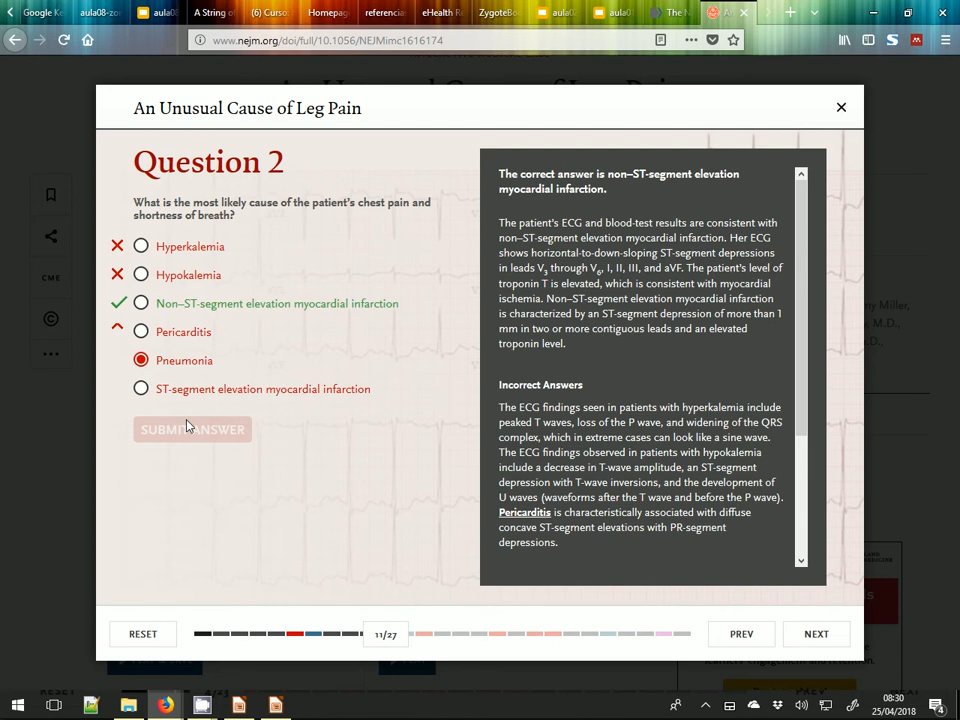 Google Ke
aula08-zor
aula08
A String o
(6) Curso
Homepag
referencias
eHealth R
ZygoteBo
aula0
aula0
The N
www.nejm.org/doi/full/10.1056/NEJMimc1616174
An Unusual Cause of Leg Pain
Question 2
What is the most likely cause of the patient's chest pain and
shortness of breath?
Hyperkalemia
Hypokalemia
Non–ST-segment elevation myocardial infarction
Pericarditis
Pneumonia
ST-segment elevation myocardial infarction
SUBMIT ANSWER
The correct answer is non–ST-segment elevation
myocardial infarction.
The patient's ECG and blood-test results are consistent with
non–ST-segment elevation myocardial infarction. Her ECG
shows horizontal-to-down-sloping ST-segment depressions
in leads V3 through V6, I, II, III, and aVF. The patient's level of
troponin T is elevated, which is consistent with myocardial
ischemia. Non–ST-segment elevation myocardial infarction
is characterized by an ST-segment depression of more than 1
mm in two or more contiguous leads and an elevated
troponin level.
Incorrect Answers
The ECG findings seen in patients with hyperkalemia include
peaked T waves, loss of the P wave, and widening of the QRS
complex, which in extreme cases can look like a sine wave.
The ECG findings observed in patients with hypokalemia
include a decrease in T-wave amplitude, an ST-segment
depression with T-wave inversions, and the development of
U waves (waveforms after the T wave and before the P wave).
Pericarditis is characteristically associated with diffuse
concave ST-segment elevations with PR-segment
depressions.
CME
ny Miller,
M.D.,
D.,
RESET
11/27
PREV
NEXT
08:30
25/04/2018
4